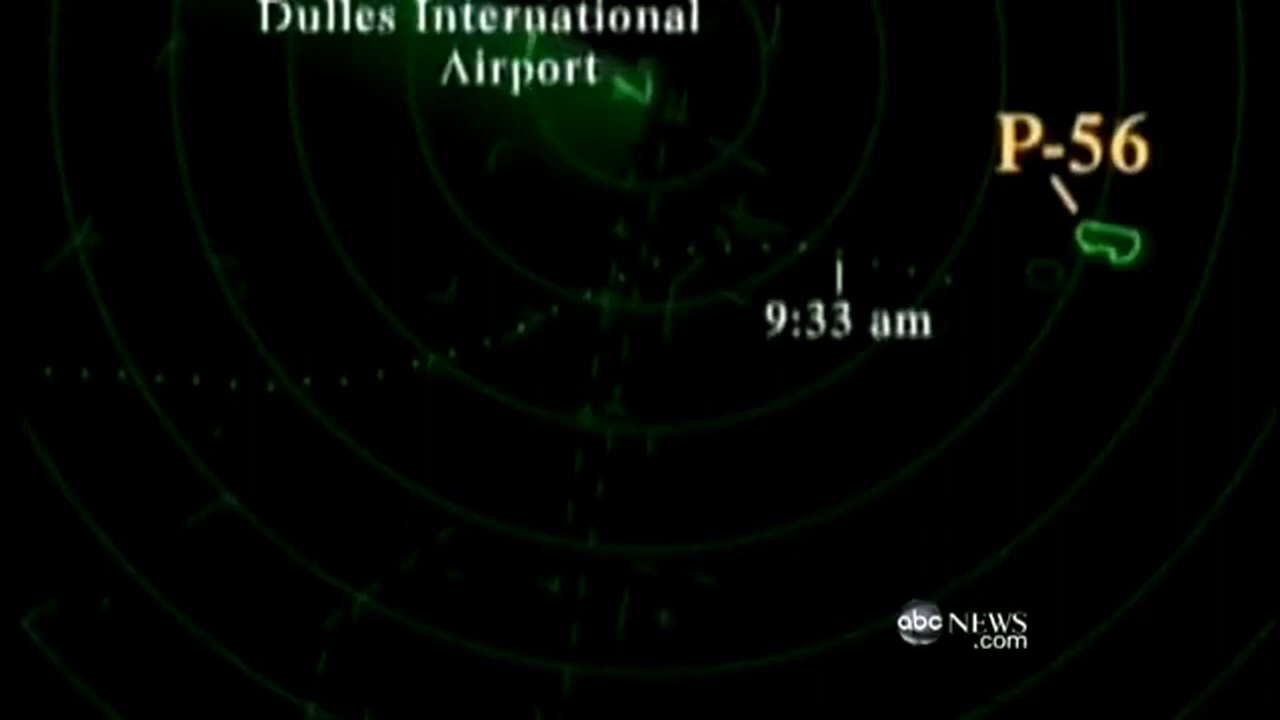 Dulles International
Airport
P-56
9:33 am
abc NEWS
.com